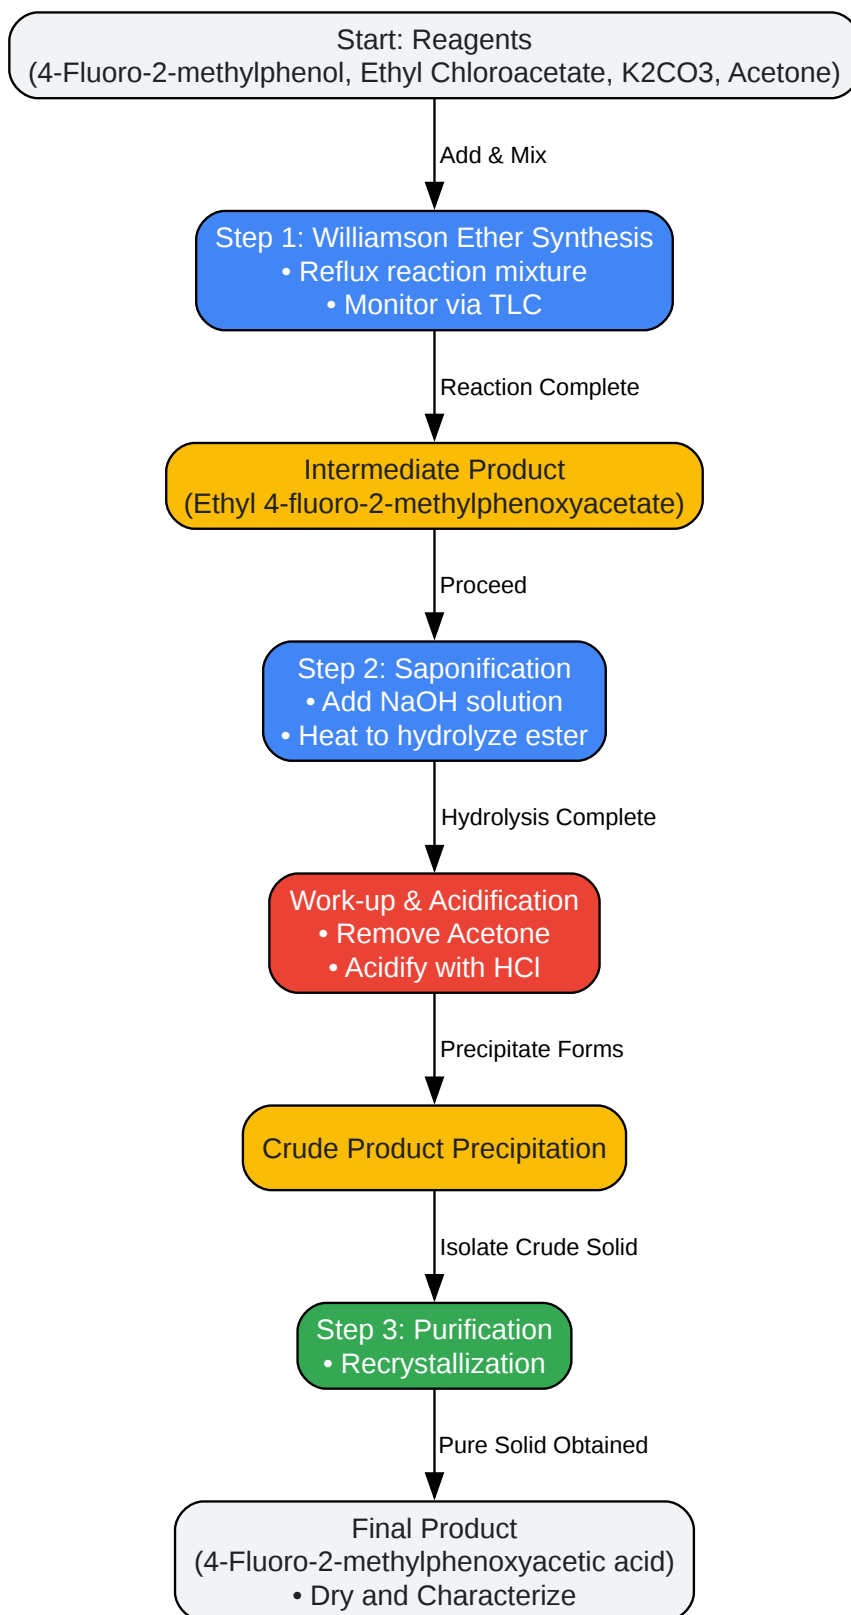 Start: Reagents
(4-Fluoro-2-methylphenol, Ethyl Chloroacetate, K2CO3, Acetone)
Add & Mix
Step 1: Williamson Ether Synthesis
• Reflux reaction mixture
• Monitor via TLC
Reaction Complete
Intermediate Product
(Ethyl 4-fluoro-2-methylphenoxyacetate)
Proceed
Step 2: Saponification
• Add NaOH solution
• Heat to hydrolyze ester
Hydrolysis Complete
Work-up & Acidification
• Remove Acetone
• Acidify with HCl
Precipitate Forms
Crude Product Precipitation
Isolate Crude Solid
Step 3: Purification
• Recrystallization
Pure Solid Obtained
Final Product
(4-Fluoro-2-methylphenoxyacetic acid)
• Dry and Characterize